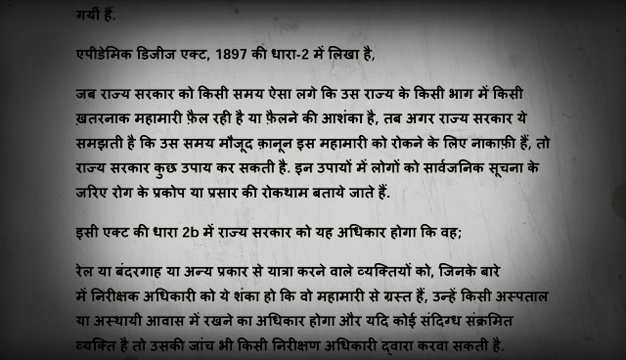 गयीं हैं.
एपीडेमिक डिजीज एक्ट, 1897 की धारा-2 में लिखा है,
जब राज्य सरकार को किसी समय ऐसा लगे कि उस राज्य के किसी भाग में किसी
ख़तरनाक महामारी फ़ैल रही है या फ़ैलने की आशंका है, तब अगर राज्य सरकार ये
समझती है कि उस समय मौजूद क़ानून इस महामारी को रोकने के लिए नाकाफ़ी हैं, तो
राज्य सरकार कुछ उपाय कर सकती है. इन उपायों में लोगों को सार्वजनिक सूचना के
जरिए रोग के प्रकोप या प्रसार की रोकथाम बताये जाते हैं.
इसी एक्ट की धारा 2b में राज्य सरकार को यह अधिकार होगा कि वह;
रेल या बंदरगाह या अन्य प्रकार से यात्रा करने वाले व्यक्तियों को, जिनके बारे
में निरीक्षक अधिकारी को ये शंका हो कि वो महामारी से ग्रस्त हैं, उन्हें किसी अस्पताल
या अस्थायी आवास में रखने का अधिकार होगा और यदि कोई संदिग्ध संक्रमित
व्यक्ति है तो उसकी जांच भी किसी निरीक्षण अधिकारी द्वारा करवा सकती है.